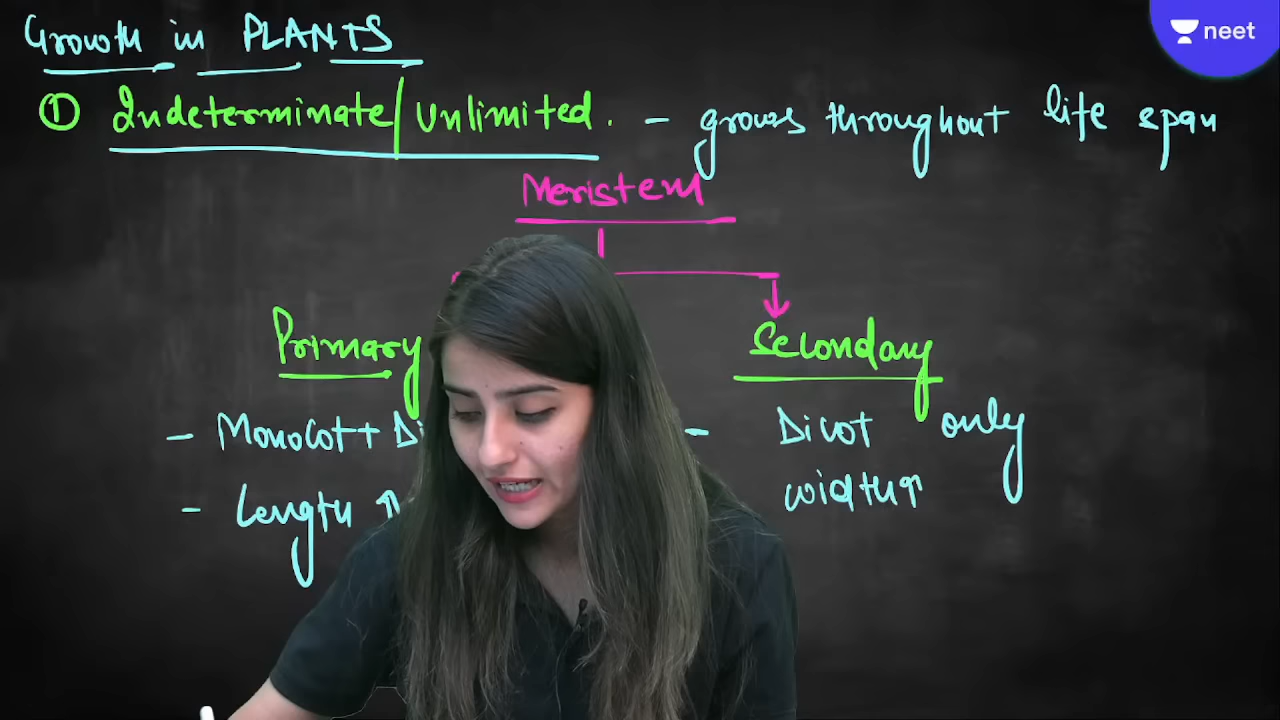 Growth in PLANTS
neet
① Indeterminate/Unlimited. - grows throughout life span
Meristem
Primary
Secondary
- Monocot + Di
- Dicot only
- Length ↑
width↑